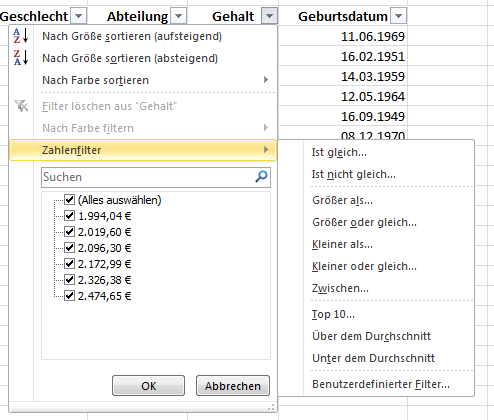 Geschlecht Abteilung Gehalt Geburtsdatum
11.06.1969
16.02.1951
14.03.1959
12.05.1964
16.09.1949
08.12.1970
Nach Größe sortieren (aufsteigend)
Nach Größe sortieren (absteigend)
Nach Farbe sortieren
Filter löschen aus "Gehalt"
Nach Farbe filtern
Zahlenfilter
Suchen
(Alles auswählen)
1.994,04 €
2.019,60 €
2.096,30 €
2.172,99 €
2.326,38 €
2.474,65 €
OK Abbrechen
Ist gleich...
Ist nicht gleich...
Größer als...
Größer oder gleich...
Kleiner als...
Kleiner oder gleich...
Zwischen...
Top 10...
Über dem Durchschnitt
Unter dem Durchschnitt
Benutzerdefinierter Filter...